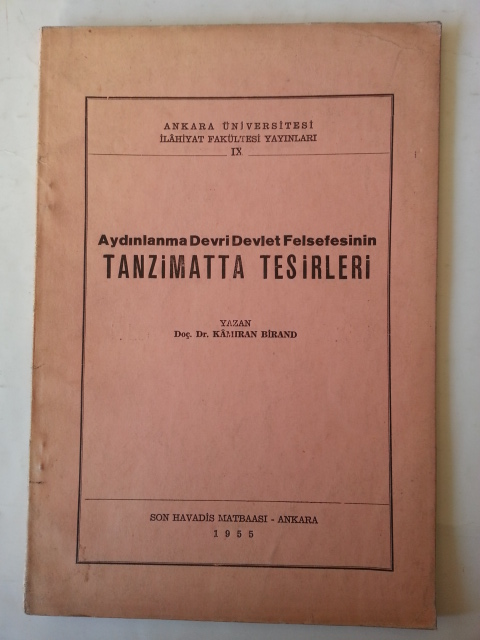 ANKARA ÜNİVERSİTESİ
İLÂHİYAT FAKÜLTESİ YAYINLARI
IX
Aydınlanma Devri Devlet Felsefesinin
TANZİMATTA TESİRLERİ
YAZAN
Doç. Dr. KÂMIRAN BİRAND
SON HAVADİS MATBAASI - ANKARA
1955